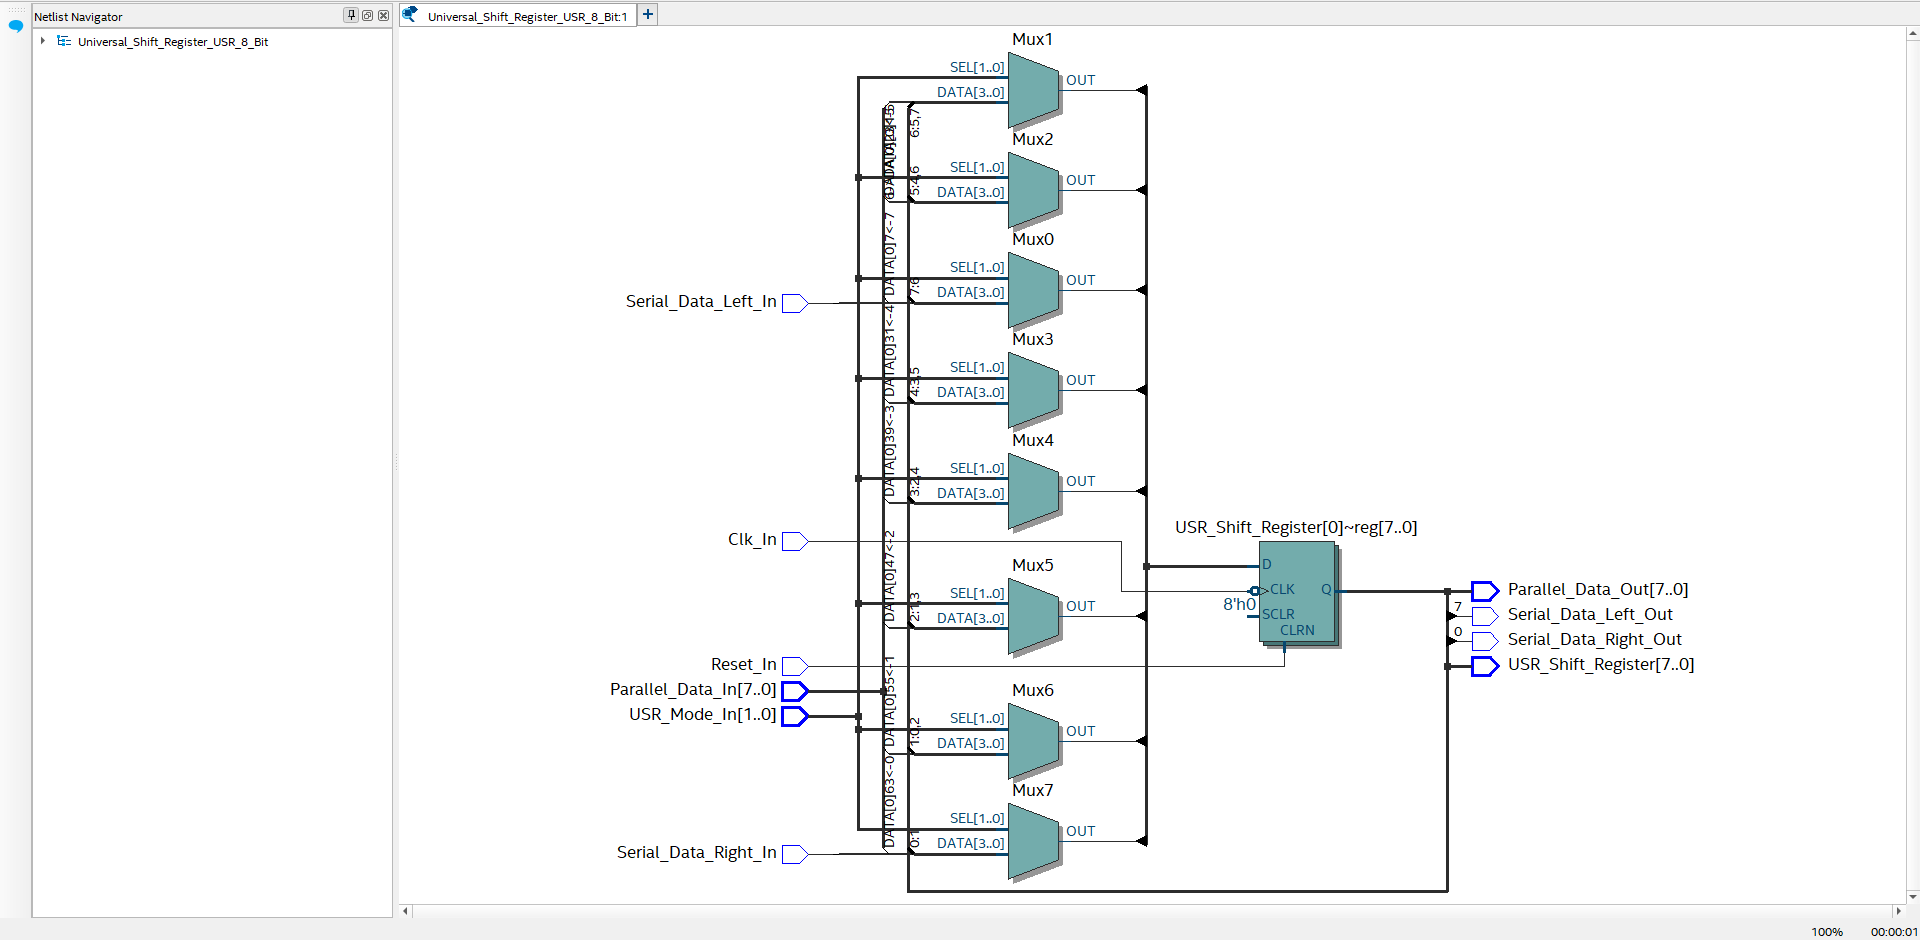 Netlist Navigator
Universal_Shift_Register_USR_8_Bit:1
Universal_Shift_Register_USR_8_Bit
Mux1
SEL[1..0]
DATA[3..0]
OUT
6:5,7
Mux2
SEL[1..0]
DATA[3..0]
OUT
5:4,6
DATA[0]7<-7
Mux0
SEL[1..0]
DATA[3..0]
OUT
7:6
Serial_Data_Left_In
DATA[0]31<-4
Mux3
SEL[1..0]
DATA[3..0]
OUT
4:3,5
DATA[0]39<-3
Mux4
SEL[1..0]
DATA[3..0]
OUT
3:2,4
Clk_In
DATA[0]47<-2
Mux5
SEL[1..0]
DATA[3..0]
OUT
2:1,3
USR_Shift_Register[0]~reg[7..0]
D
CLK
Q
8'h0
SCLR
CLRN
Parallel_Data_Out[7..0]
7
Serial_Data_Left_Out
0
Serial_Data_Right_Out
USR_Shift_Register[7..0]
Reset_In
Parallel_Data_In[7..0]
USR_Mode_In[1..0]
DATA[0]55<-1
Mux6
SEL[1..0]
DATA[3..0]
OUT
1:0,2
DATA[0]63<-0
Mux7
SEL[1..0]
DATA[3..0]
OUT
0:1
Serial_Data_Right_In
100%
00:00:01